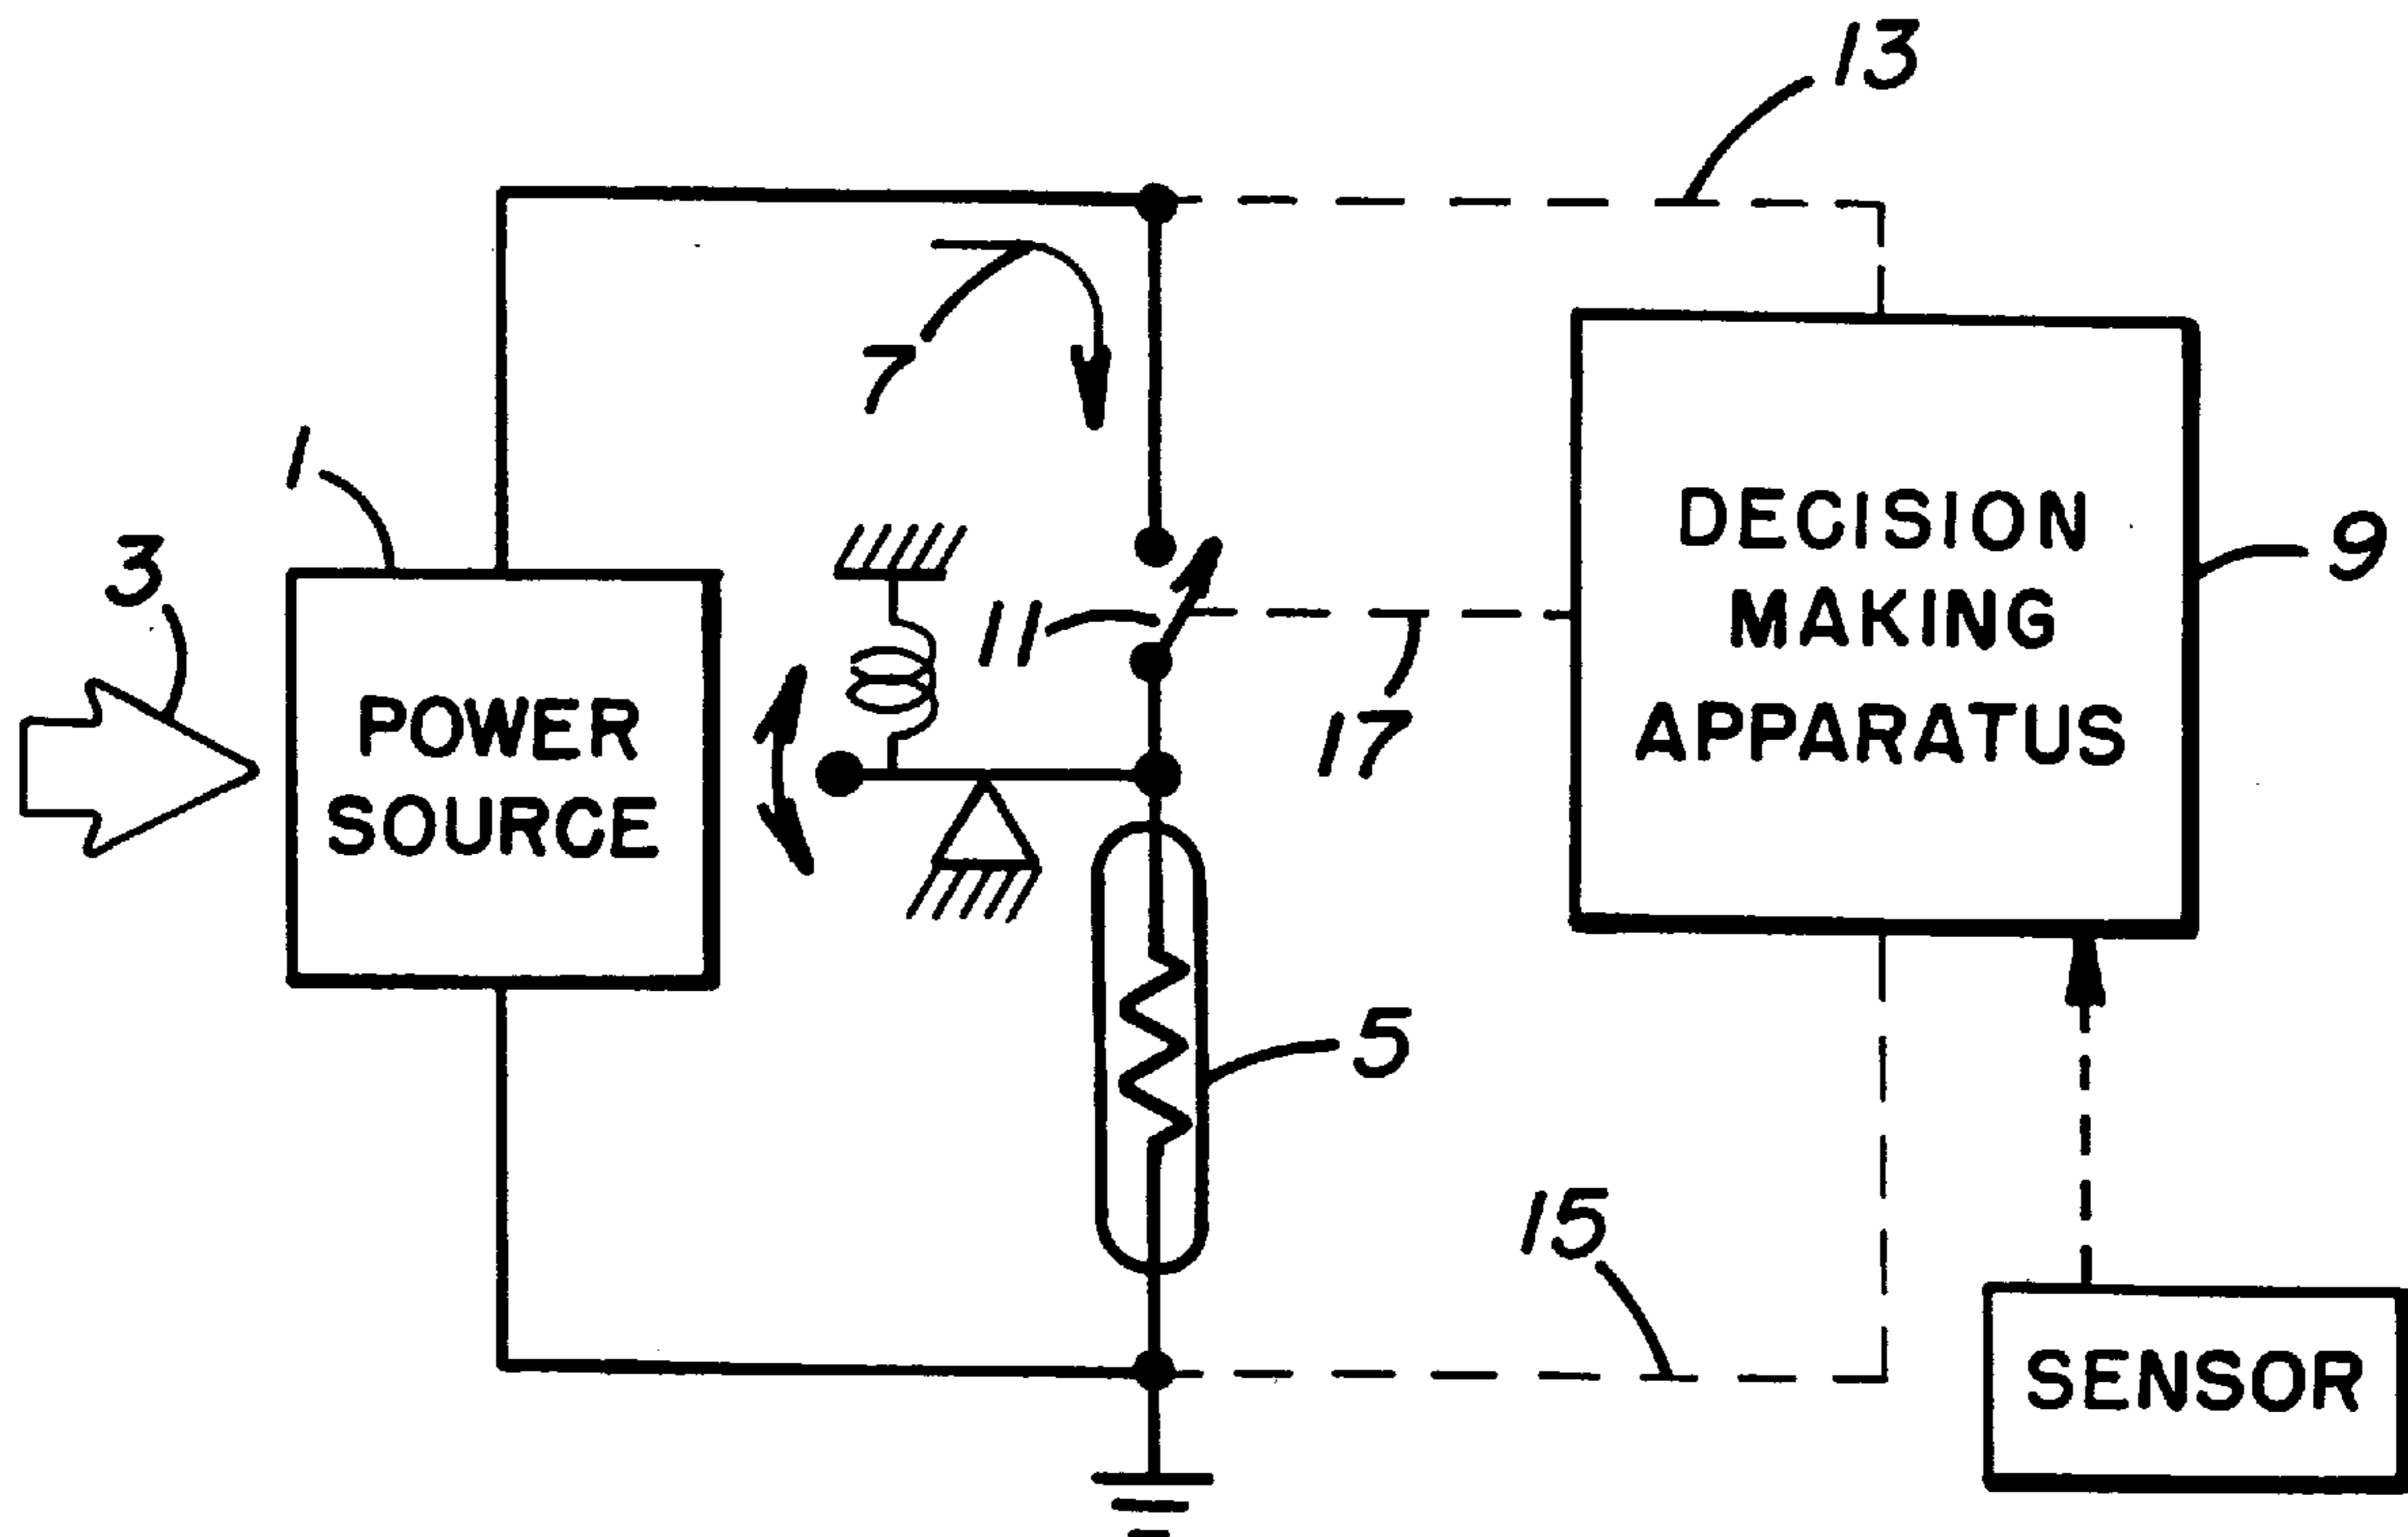 13
7
1
3
POWER
SOURCE
11
17
DECISION
MAKING
APPARATUS
9
5
15
SENSOR